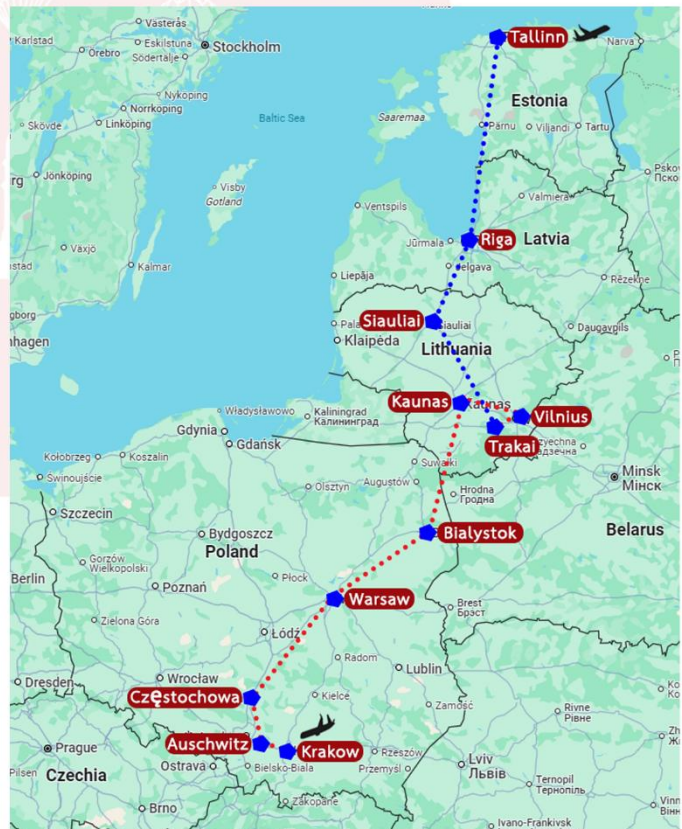 Västerås
Karlstad
Örebro
Eskilstuna
Stockholm
Södertälje
Tallinn
Narva
Nyköping
Estonia
Norrköping
Skövde
Linköping
Baltic Sea
Saaremaa
Pärnu
Viljandi
Tartu
Jönköping
Visby
Gotland
Valmiera
Ventspils
Växjö
Jūrmala
Riga
Latvia
Kalmar
Liepāja
Rēzekne
Siauliai
Šiauliai
Daugavpils
Klaipėda
Lithuania
Kaunas
Kaunas
Vilnius
Władysławowo
Kaliningrad
Калининград
Trakai
Gdynia
Gdańsk
Kołobrzeg
Koszalin
Suwałki
Minsk
Мінск
Świnoujście
Olsztyn
Augustów
Hrodna
Гродна
Szczecin
Bydgoszcz
Bialystok
Belarus
Poland
Gorzów
Wielkopolski
Berlin
Poznań
Płock
Warsaw
Brest
Брэст
Zielona Góra
Łódź
Radom
Lublin
Dresden
Wrocław
Częstochowa
Kielce
Zamość
Rivne
Рівне
Auschwitz
Krakow
Prague
Rzeszów
Lviv
Львів
Ostrava
Bielsko-Biala
Przemyśl
Pilsen
Czechia
Ternopil
Тернопіль
Brno
Zakopane
Ivano-Frankivsk